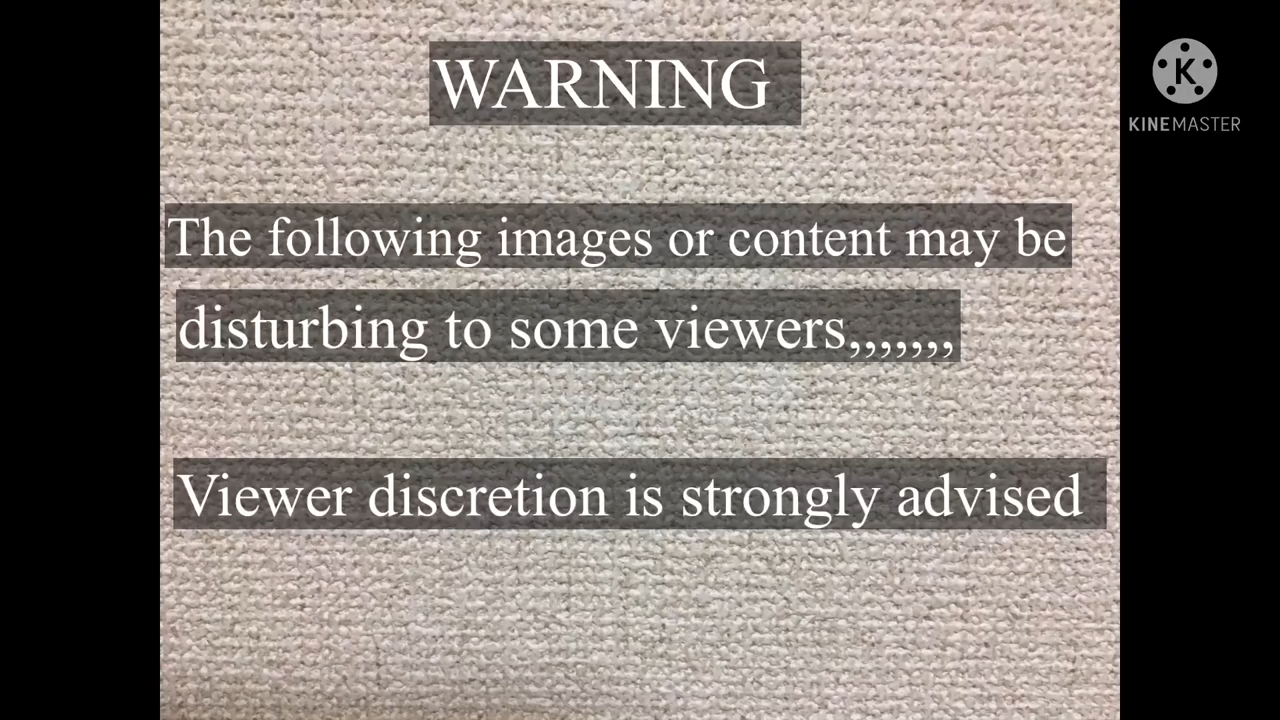 WARNING
The following images or content may be
disturbing to some viewers,,,,,,,
Viewer discretion is strongly advised
K
KINEMASTER